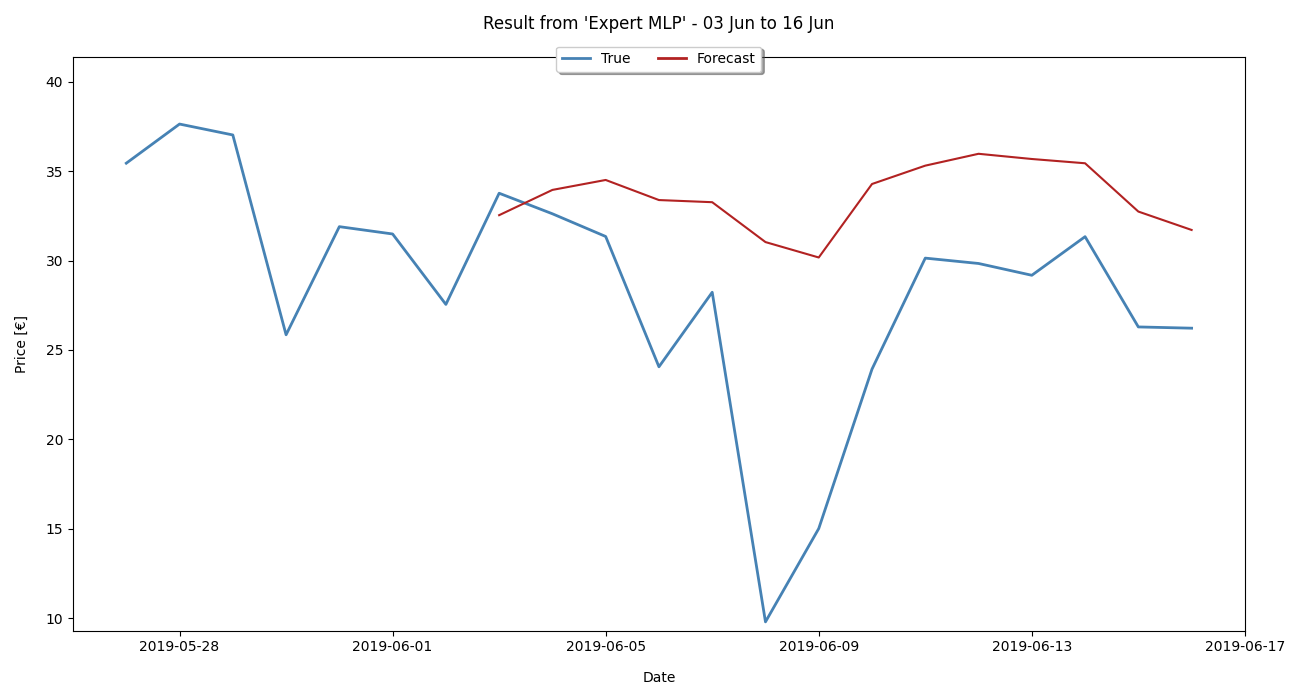 Result from 'Expert MLP' - 03 Jun to 16 Jun
True Forecast
40
35
30
25
20
15
10
Price [€]
2019-05-28 2019-06-01 2019-06-05 2019-06-09 2019-06-13 2019-06-17
Date